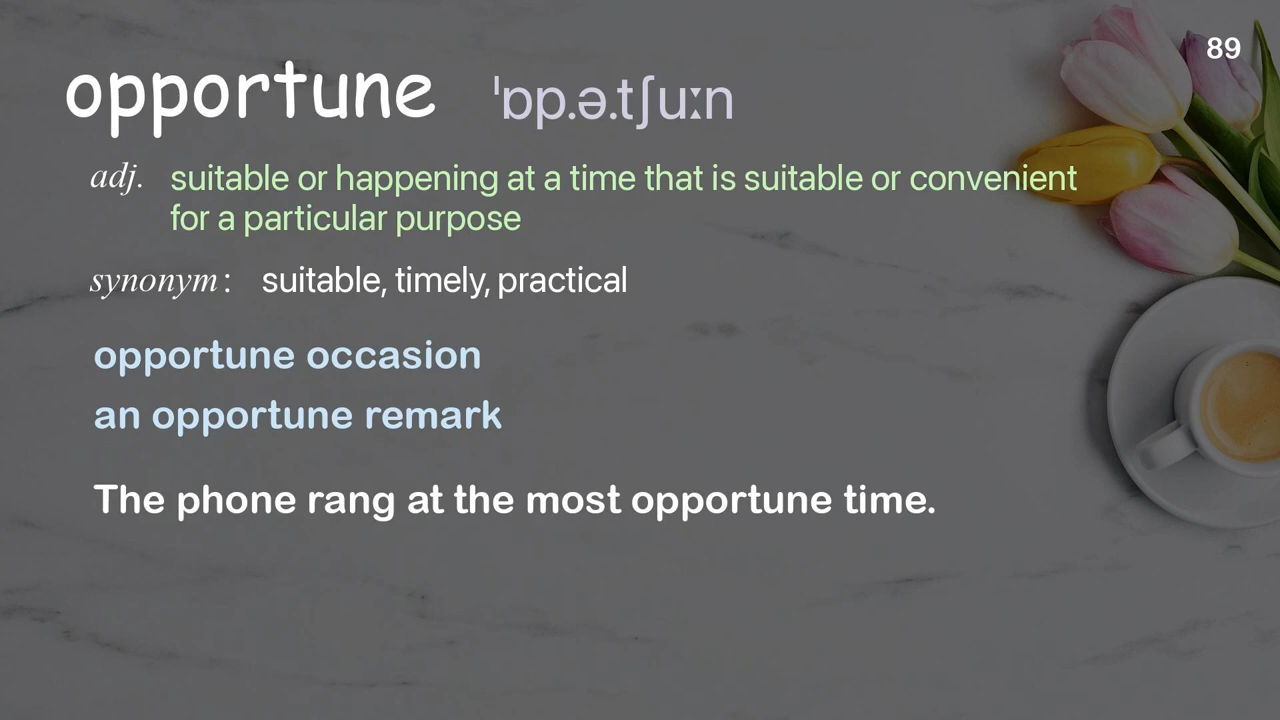 89
opportune ˈɒp.ə.tʃuːn
adj. suitable or happening at a time that is suitable or convenient
for a particular purpose
synonym: suitable, timely, practical
opportune occasion
an opportune remark
The phone rang at the most opportune time.